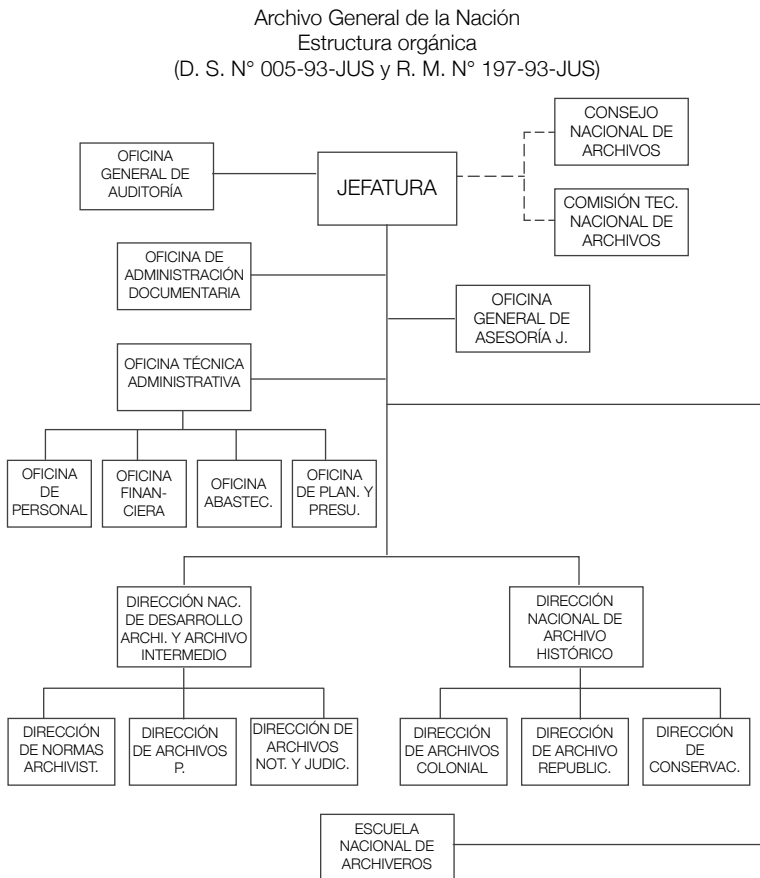 Archivo General de la Nación
Estructura orgánica
(D. S. N° 005-93-JUS y R. M. N° 197-93-JUS)
CONSEJO
NACIONAL DE
ARCHIVOS
OFICINA
GENERAL DE
AUDITORÍA
JEFATURA
COMISIÓN TEC.
NACIONAL DE
ARCHIVOS
OFICINA DE
ADMINISTRACIÓN
DOCUMENTARIA
OFICINA
GENERAL DE
ASESORÍA J.
OFICINA TÉCNICA
ADMINISTRATIVA
OFICINA
DE
PERSONAL
OFICINA
FINAN-
CIERA
OFICINA
ABASTEC.
OFICINA
DE PLAN. Y
PRESU.
DIRECCIÓN NAC.
DE DESARROLLO
ARCHI. Y ARCHIVO
INTERMEDIO
DIRECCIÓN
NACIONAL DE
ARCHIVO
HISTÓRICO
DIRECCIÓN
DE NORMAS
ARCHIVIST.
DIRECCIÓN
DE ARCHIVOS
P.
DIRECCIÓN DE
ARCHIVOS
NOT. Y JUDIC.
DIRECCIÓN
DE ARCHIVOS
COLONIAL
DIRECCIÓN
DE ARCHIVO
REPUBLIC.
DIRECCIÓN
DE
CONSERVAC.
ESCUELA
NACIONAL DE
ARCHIVEROS